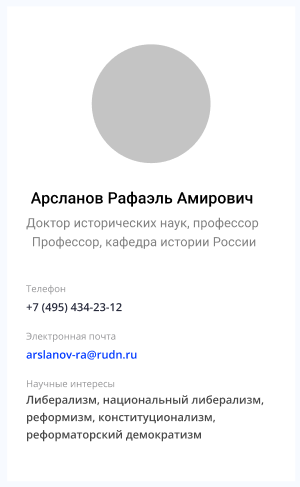 Арсланов Рафаэль Амирович
Доктор исторических наук, профессор
Профессор, кафедра истории России
Телефон
+7 (495) 434-23-12
Электронная почта
arslanov-ra@rudn.ru
Научные интересы
Либерализм, национальный либерализм,
реформизм, конституционализм,
реформаторский демократизм